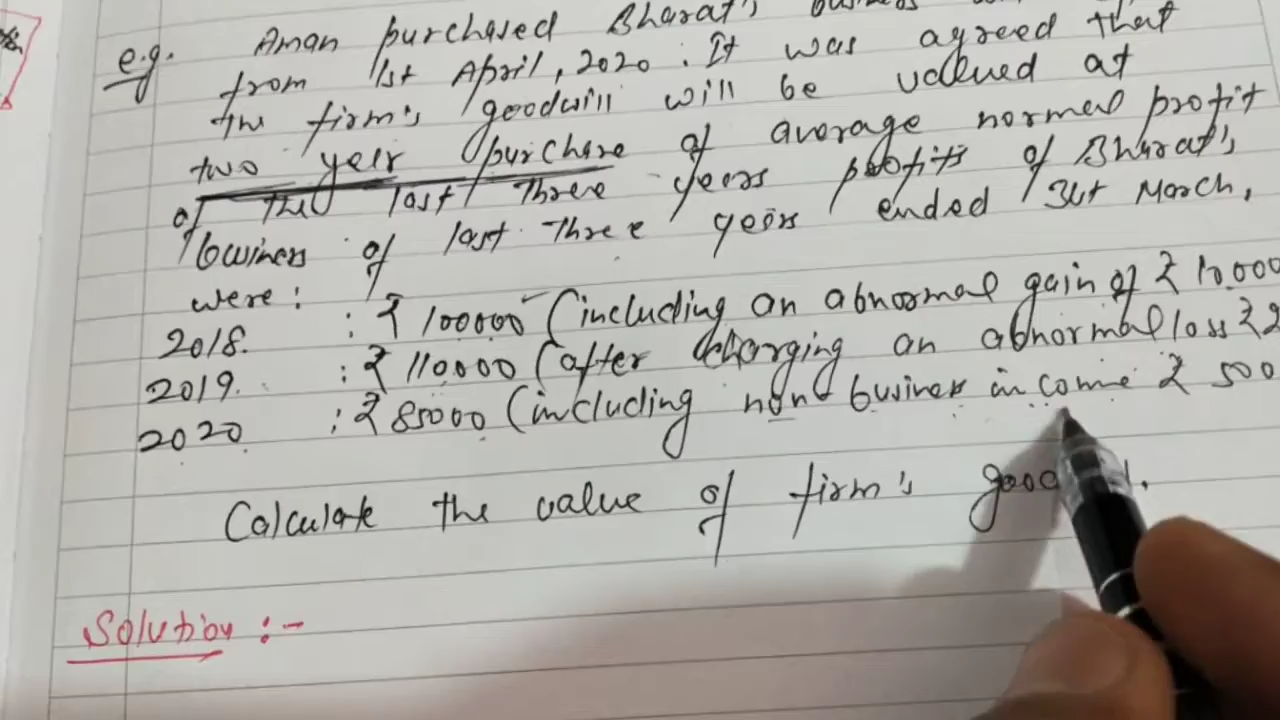 e.g. Aman purchased Bharat's business
from 1st April, 2020. It was agreed that
the firm's goodwill will be valued at
two year purchase of average normal profit
of the last three years profits of Bharat's
business of last three years ended 31st March,
were:
2018. : ₹ 100000 (including an abnormal gain of ₹ 10,000
2019. : ₹ 110000 (after charging an abnormal loss ₹ 2
2020 : ₹ 85000 (including non business income ₹ 500
Calculate the value of firm's
Solution :-